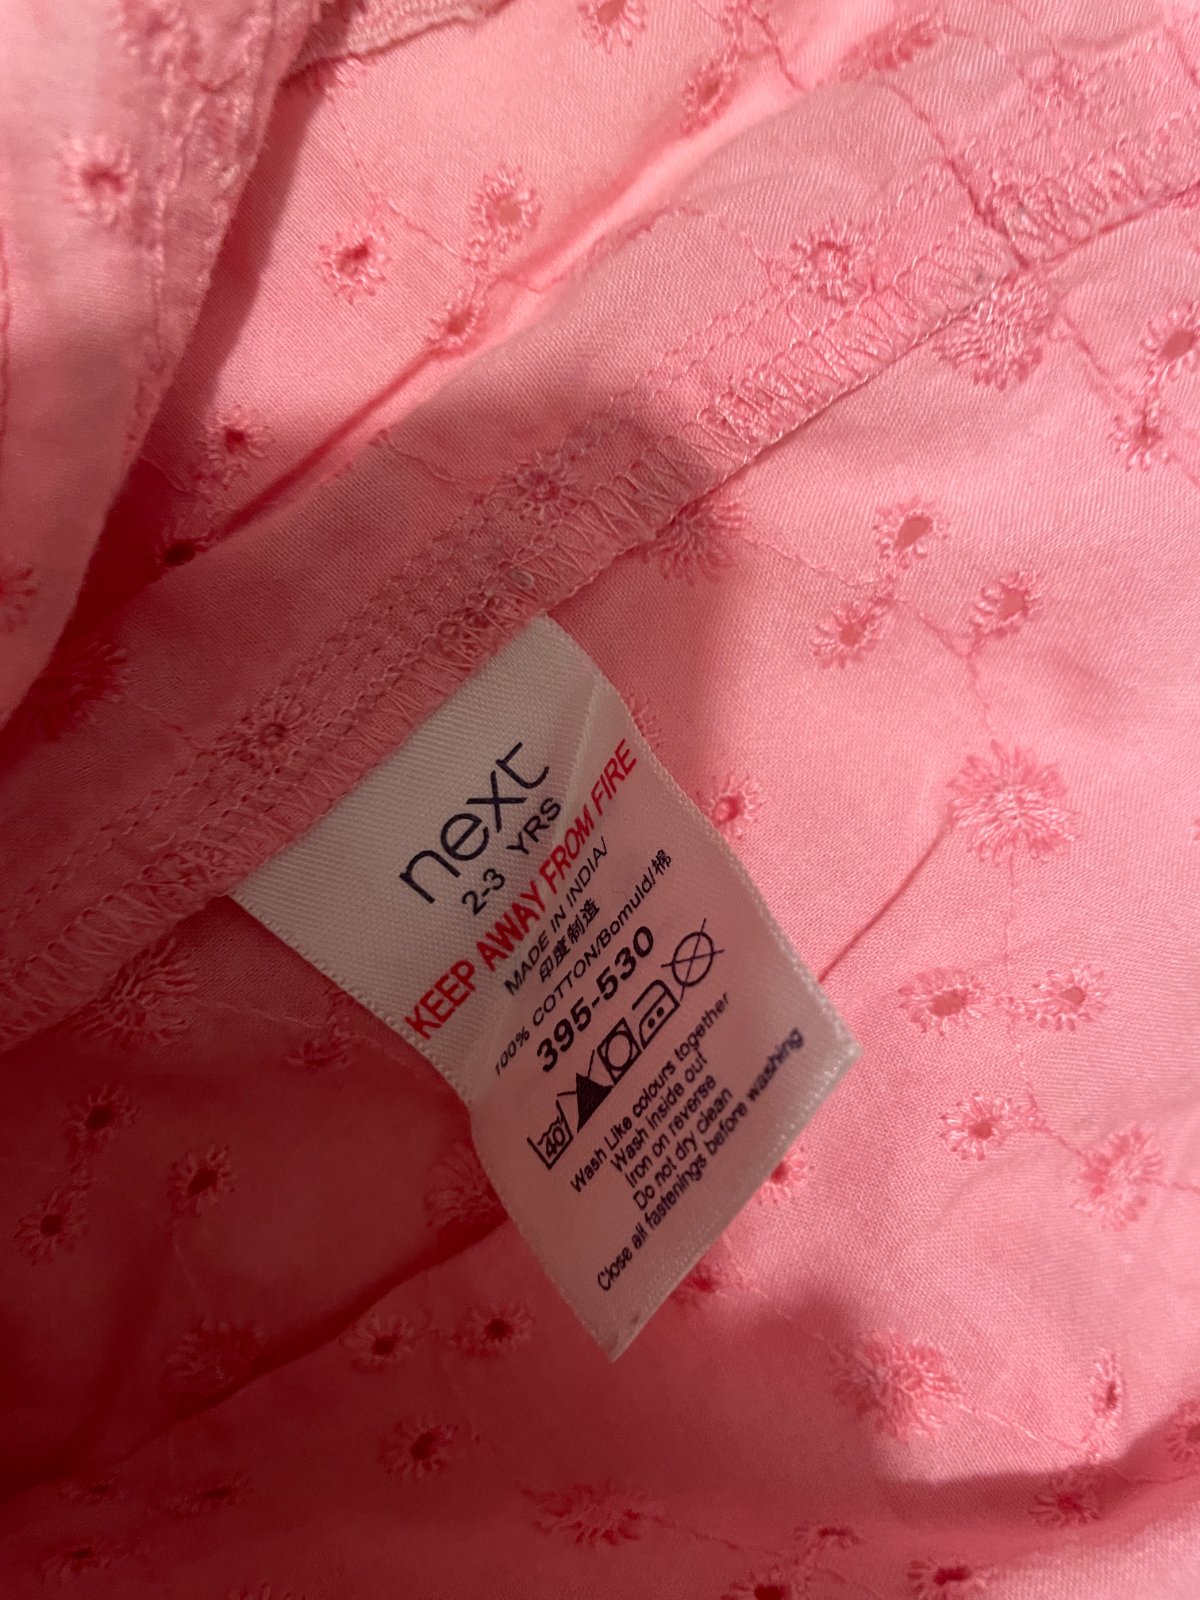 next
2-3 YRS
KEEP AWAY FROM FIRE
MADE IN INDIA/
印度制造
100% COTTON/Bomuld/棉
395-530
40
Wash Like colours together
Wash inside out
Iron on reverse
Do not dry clean
Close all fastenings before washing